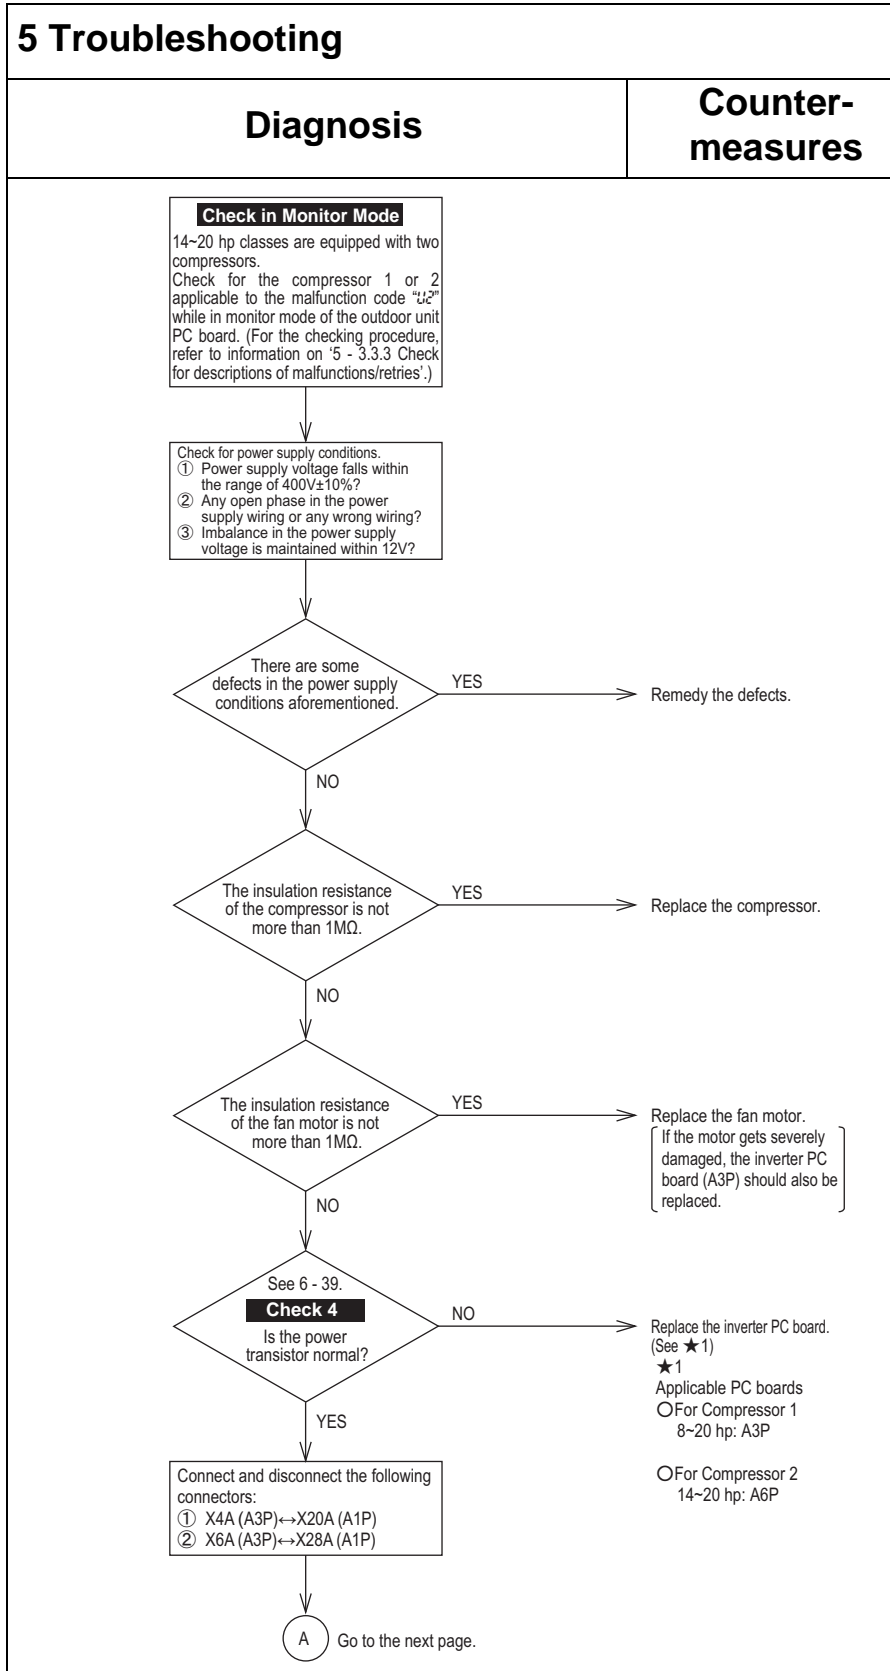 5 Troubleshooting
Diagnosis
Counter-
measures
Check in Monitor Mode
14~20 hp classes are equipped with two
compressors.
Check for the compressor 1 or 2
applicable to the malfunction code “U2”
while in monitor mode of the outdoor unit
PC board. (For the checking procedure,
refer to information on ‘5 - 3.3.3 Check
for descriptions of malfunctions/retries’.)
Check for power supply conditions.
① Power supply voltage falls within
the range of 400V±10%?
② Any open phase in the power
supply wiring or any wrong wiring?
③ Imbalance in the power supply
voltage is maintained within 12V?
There are some
defects in the power supply
conditions aforementioned.
YES
Remedy the defects.
NO
The insulation resistance
of the compressor is not
more than 1MΩ.
YES
Replace the compressor.
NO
The insulation resistance
of the fan motor is not
more than 1MΩ.
YES
Replace the fan motor.
If the motor gets severely
damaged, the inverter PC
board (A3P) should also be
replaced.
NO
See 6 - 39.
Check 4
Is the power
transistor normal?
NO
Replace the inverter PC board.
(See ★1)
★1
Applicable PC boards
○For Compressor 1
8~20 hp: A3P
○For Compressor 2
14~20 hp: A6P
YES
Connect and disconnect the following
connectors:
① X4A (A3P)↔X20A (A1P)
② X6A (A3P)↔X28A (A1P)
A Go to the next page.